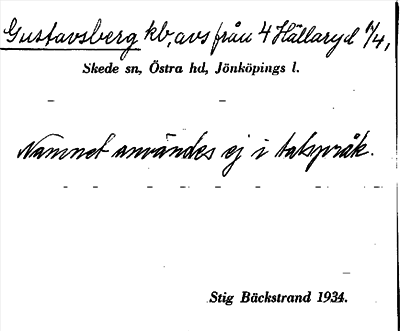 Gustavsberg kb, avs från 4 Hällaryd 1/4,
Skede sn, Östra hd, Jönköpings l.
Namnet användes ej i talspråk.
Stig Bäckstrand 1934.